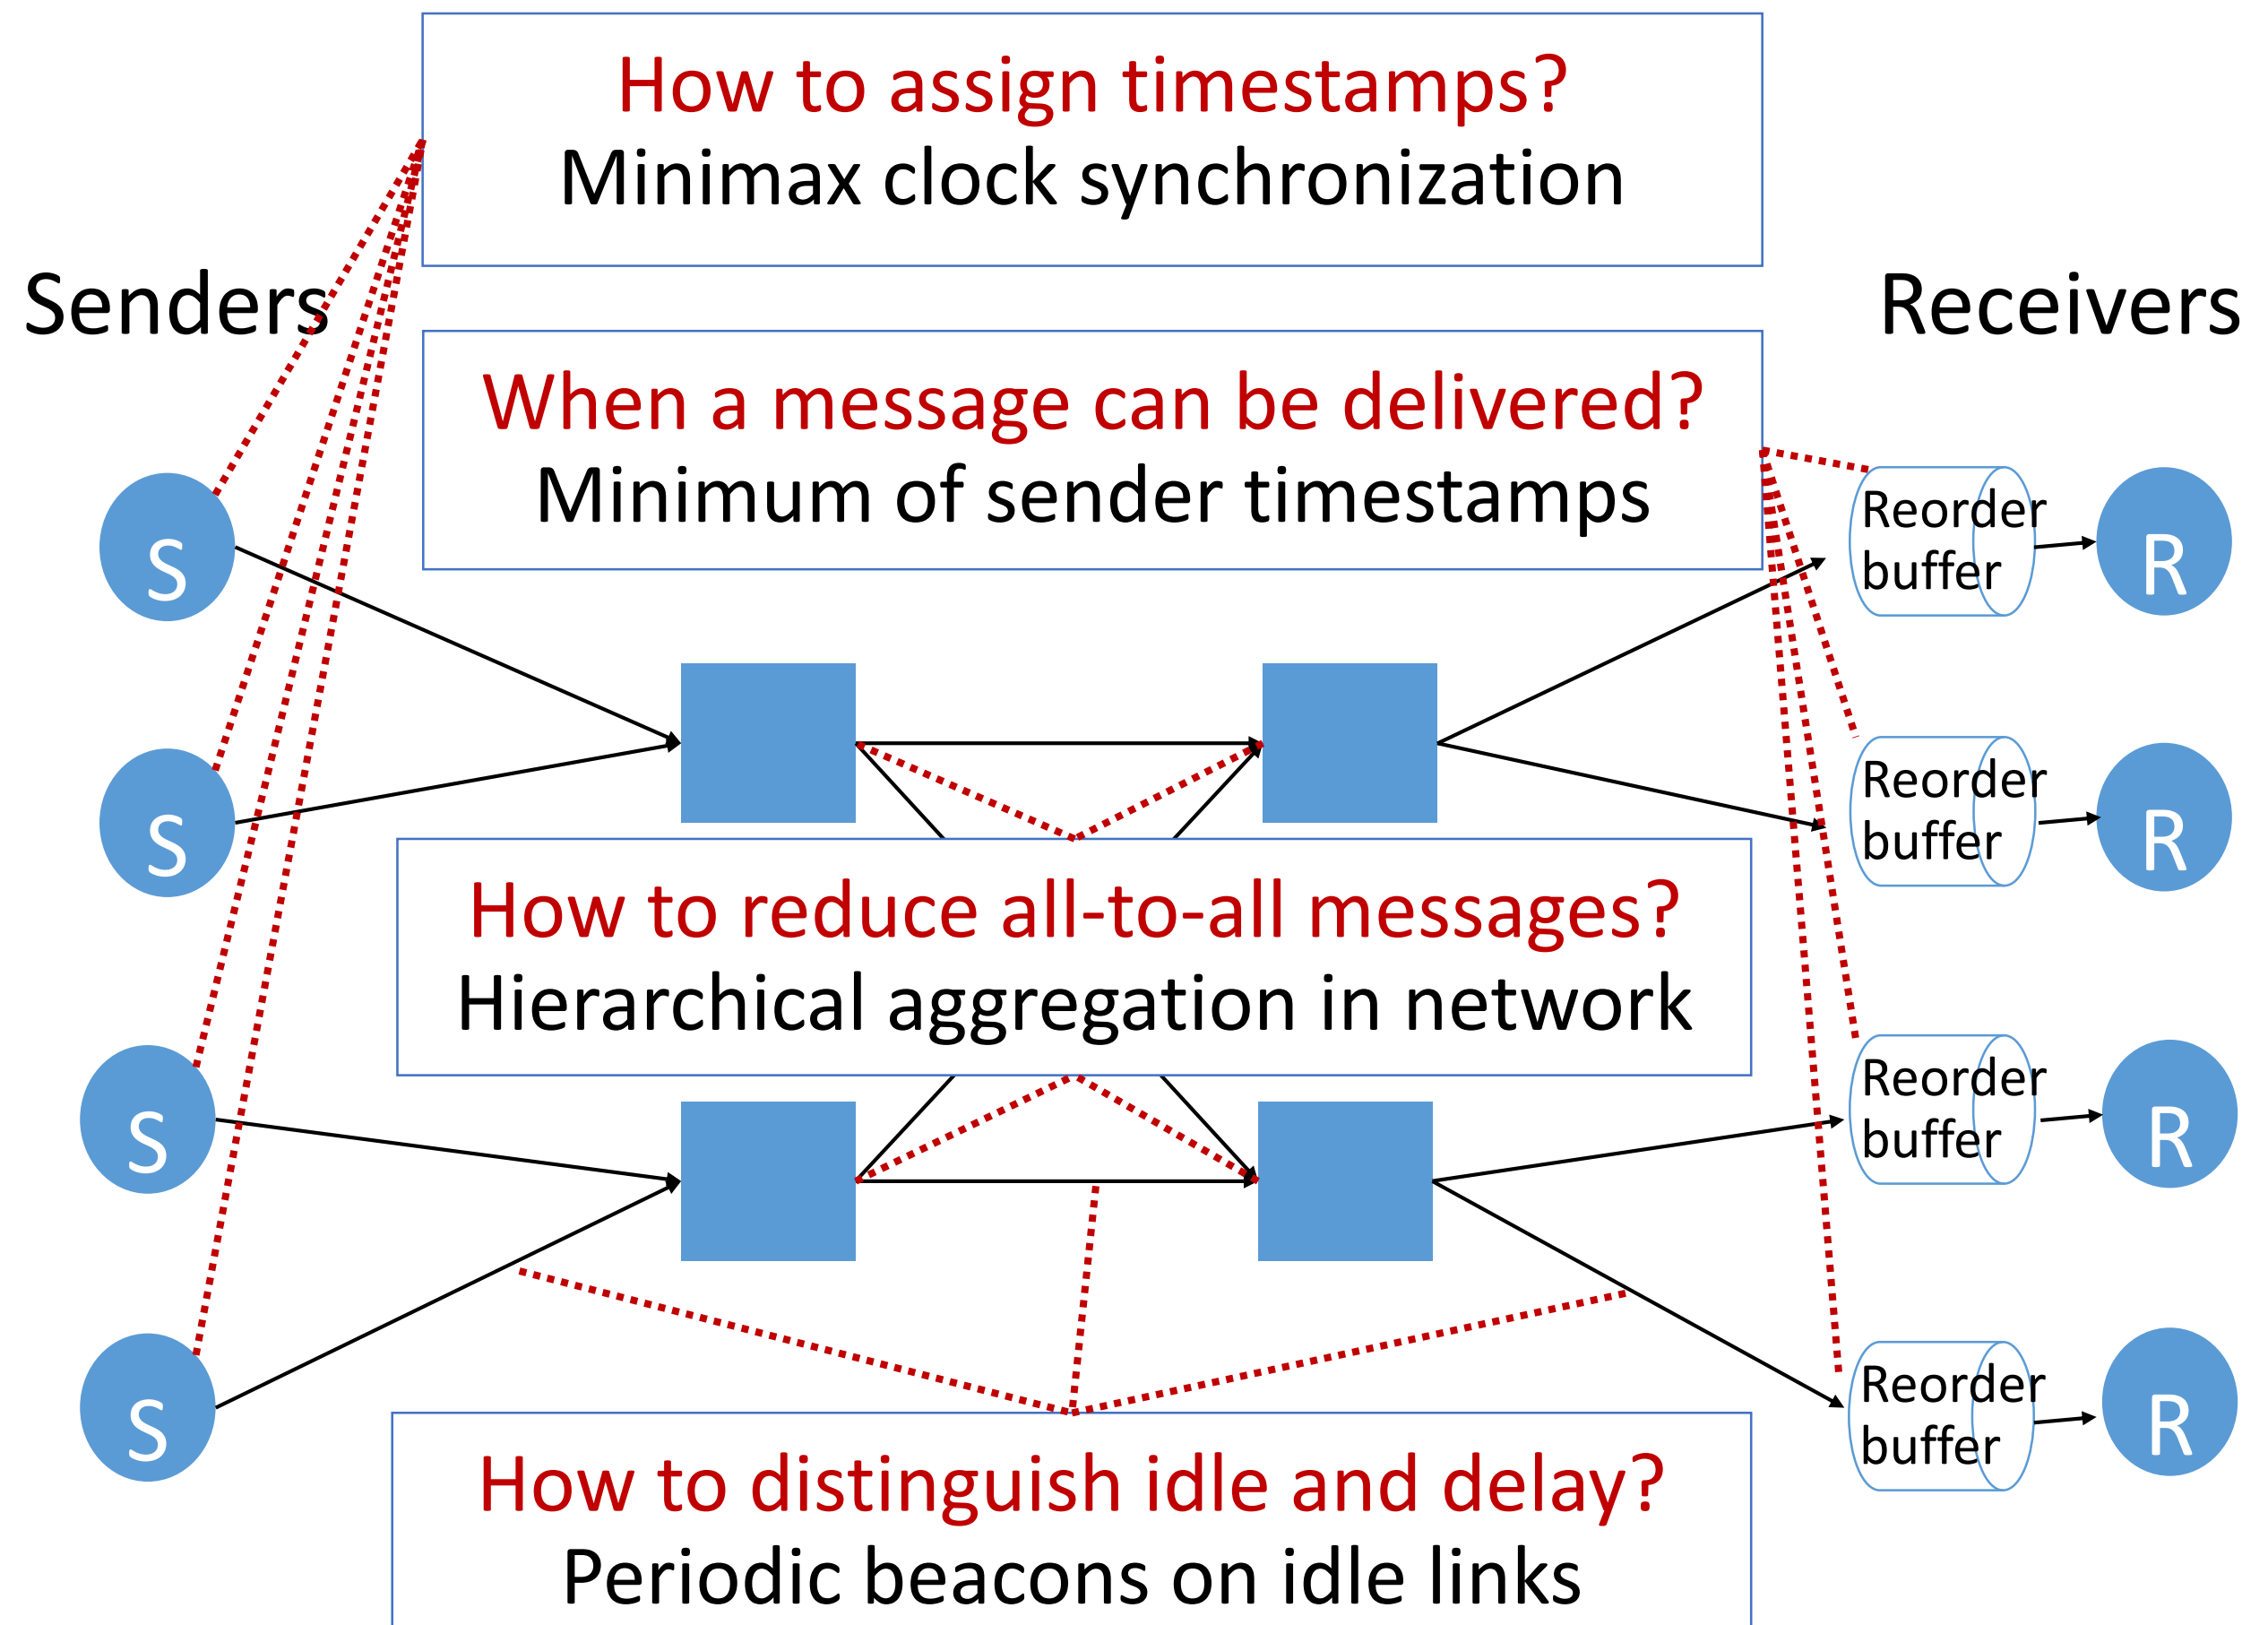 How to assign timestamps?
Minimax clock synchronization
Senders
Receivers
When a message can be delivered?
Minimum of sender timestamps
S
Reorder
buffer
R
S
Reorder
buffer
R
How to reduce all-to-all messages?
Hierarchical aggregation in network
S
Reorder
buffer
R
S
Reorder
buffer
R
How to distinguish idle and delay?
Periodic beacons on idle links